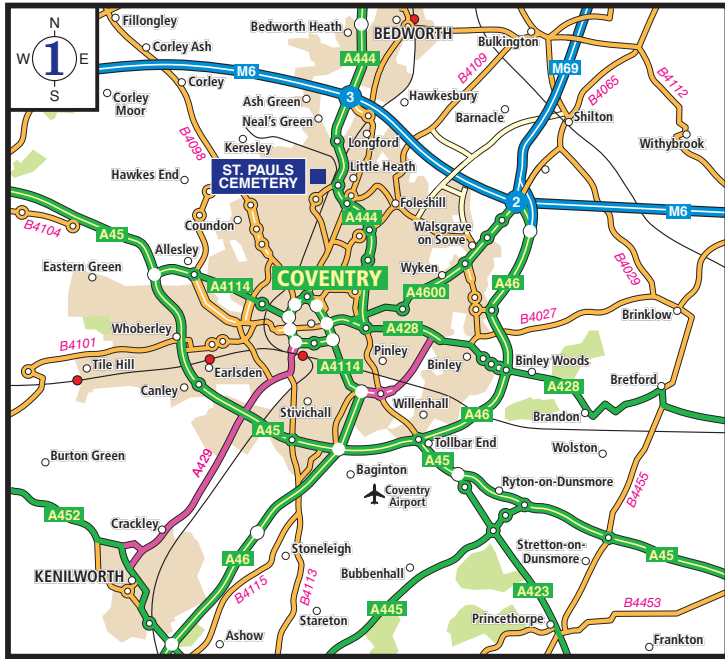 N
W 1 E
S
Fillongley
Corley Ash
Corley
Corley
Moor
Bedworth Heath
BEDWORTH
Bulkington
A444
M6
M69
B4109
B4065
B4112
3
Ash Green
Hawkesbury
Neal's Green
Barnacle
Shilton
B4098
Keresley
Longford
Withybrook
Hawkes End
ST. PAULS
CEMETERY
Little Heath
Foleshill
2
M6
A444
B4104
A45
Coundon
Walsgrave
on Sowe
Allesley
Eastern Green
Wyken
A46
B4029
A4114
COVENTRY
A4600
B4027
Brinklow
Whoberley
A428
B4101
Pinley
Tile Hill
Earlsden
A4114
Binley
Binley Woods
Canley
A428
Bretford
Stivichall
Willenhall
Brandon
A45
A46
Tollbar End
Wolston
Burton Green
A429
A45
Baginton
Coventry
Airport
Ryton-on-Dunsmore
B4455
A452
Crackley
Stoneleigh
Stretton-on-
Dunsmore
A45
A46
KENILWORTH
Bubbenhall
B4115
B4113
A423
A445
B4453
Stareton
Princethorpe
Ashow
Frankton